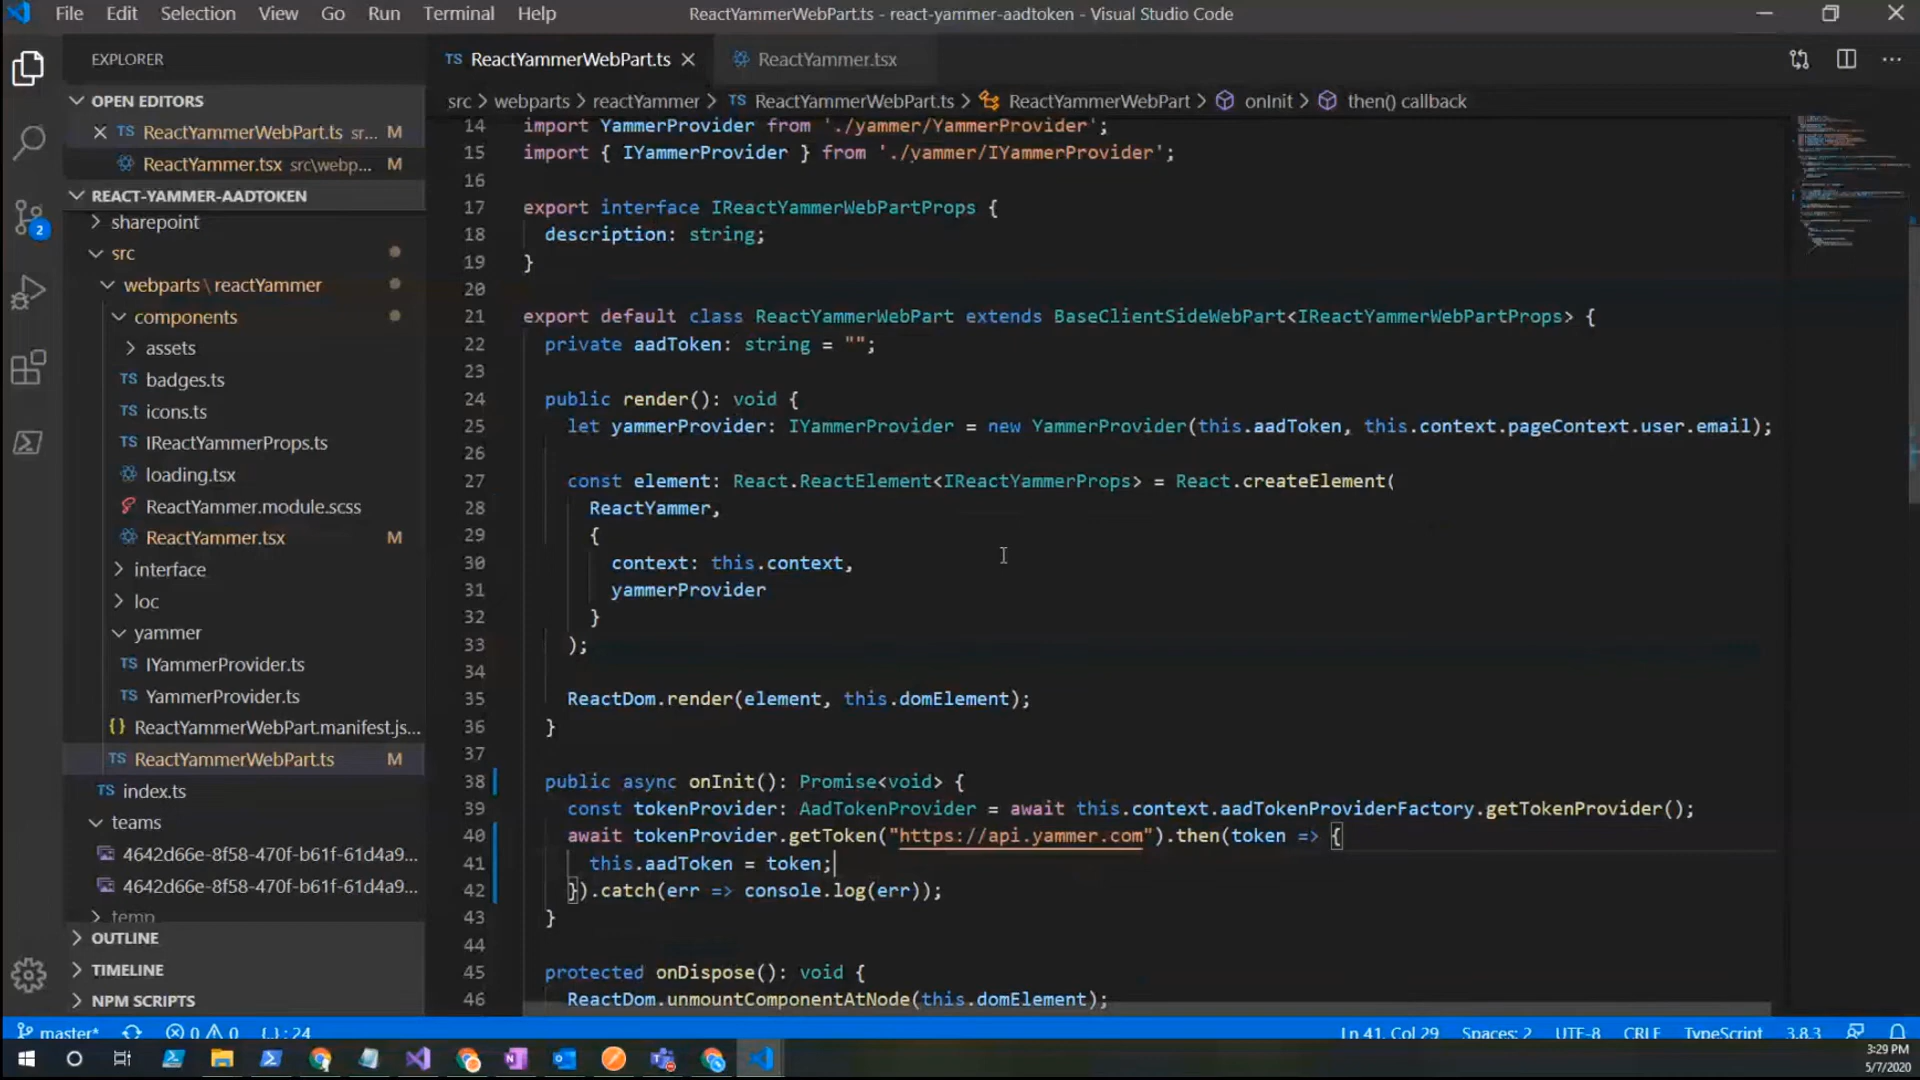 File Edit Selection View Go Run Terminal Help ReactYammerWebPart.ts - react-yammer-aadtoken - Visual Studio Code
EXPLORER
TS ReactYammerWebPart.ts
ReactYammer.tsx
OPEN EDITORS
src > webparts > reactYammer > TS ReactYammerWebPart.ts > ReactYammerWebPart > onInit > then() callback
TS ReactYammerWebPart.ts sr... M
ReactYammer.tsx src\webp... M
REACT-YAMMER-AADTOKEN
sharepoint
src
webparts \ reactYammer
components
assets
TS badges.ts
TS icons.ts
TS IReactYammerProps.ts
loading.tsx
ReactYammer.module.scss
ReactYammer.tsx M
interface
loc
yammer
TS IYammerProvider.ts
TS YammerProvider.ts
{} ReactYammerWebPart.manifest.js...
TS ReactYammerWebPart.ts M
TS index.ts
teams
4642d66e-8f58-470f-b61f-61d4a9...
4642d66e-8f58-470f-b61f-61d4a9...
temp
OUTLINE
TIMELINE
NPM SCRIPTS
2
14 import YammerProvider from './yammer/YammerProvider';
15 import { IYammerProvider } from './yammer/IYammerProvider';
16
17 export interface IReactYammerWebPartProps {
18 description: string;
19 }
20
21 export default class ReactYammerWebPart extends BaseClientSideWebPart<IReactYammerWebPartProps> {
22 private aadToken: string = "";
23
24 public render(): void {
25 let yammerProvider: IYammerProvider = new YammerProvider(this.aadToken, this.context.pageContext.user.email);
26
27 const element: React.ReactElement<IReactYammerProps> = React.createElement(
28 ReactYammer,
29 {
30 context: this.context,
31 yammerProvider
32 }
33 );
34
35 ReactDom.render(element, this.domElement);
36 }
37
38 public async onInit(): Promise<void> {
39 const tokenProvider: AadTokenProvider = await this.context.aadTokenProviderFactory.getTokenProvider();
40 await tokenProvider.getToken("https://api.yammer.com").then(token => {
41 this.aadToken = token;
42 }).catch(err => console.log(err));
43 }
44
45 protected onDispose(): void {
46 ReactDom.unmountComponentAtNode(this.domElement);
master* 0 0 {.} : 24 Ln 41, Col 29 Spaces: 2 UTF-8 CRLF TypeScript 3.8.3
3:29 PM
5/7/2020